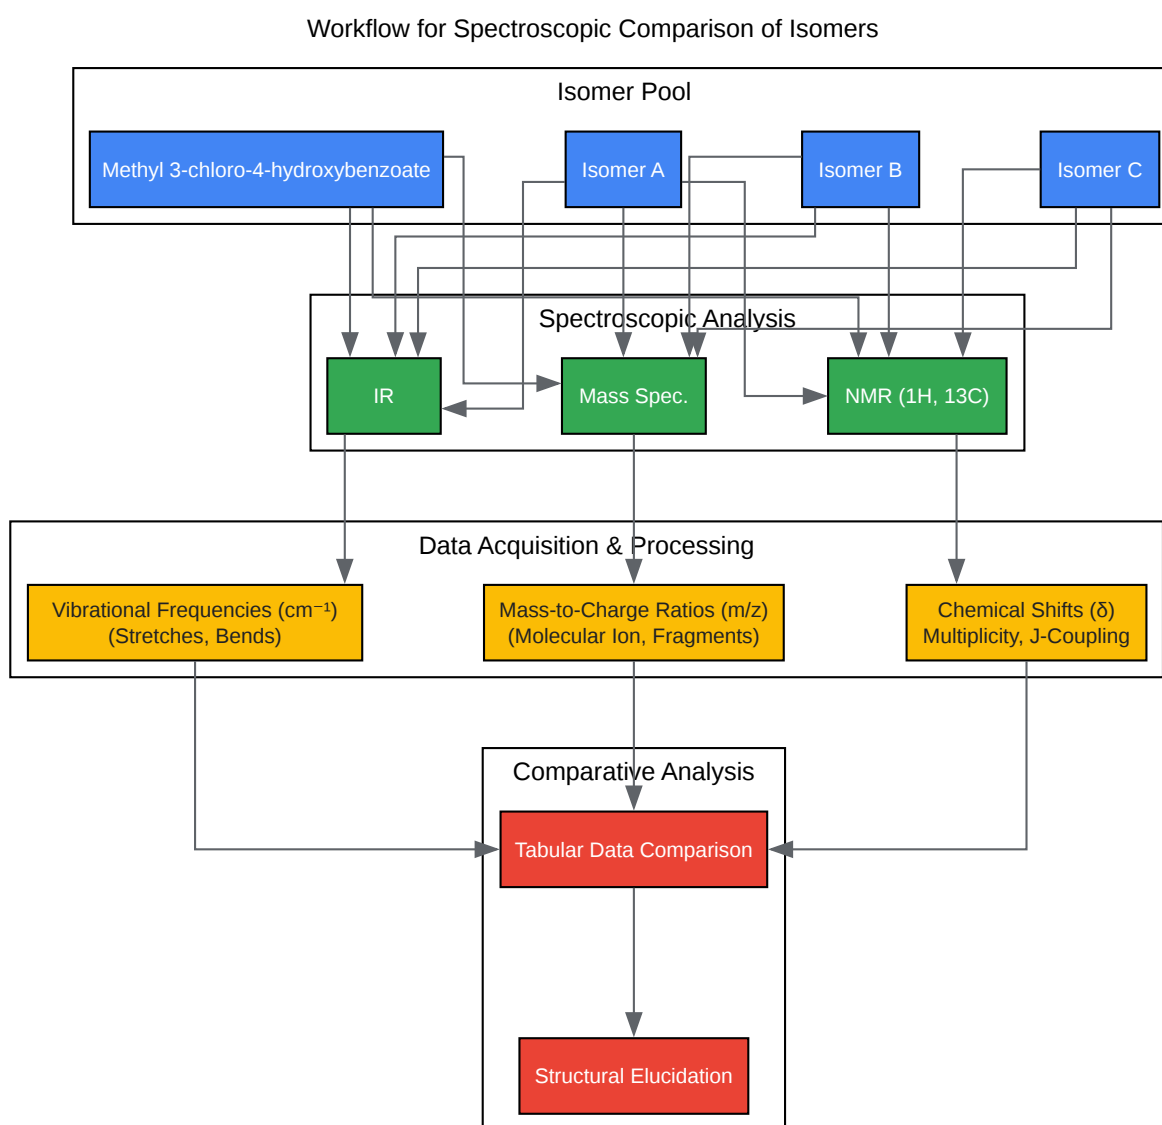 Workflow for Spectroscopic Comparison of Isomers
Isomer Pool
Methyl 3-chloro-4-hydroxybenzoate
Isomer A
Isomer B
Isomer C
Spectroscopic Analysis
IR
Mass Spec.
NMR (1H, 13C)
Data Acquisition & Processing
Vibrational Frequencies (cm⁻¹)
(Stretches, Bends)
Mass-to-Charge Ratios (m/z)
(Molecular Ion, Fragments)
Chemical Shifts (δ)
Multiplicity, J-Coupling
Comparative Analysis
Tabular Data Comparison
Structural Elucidation